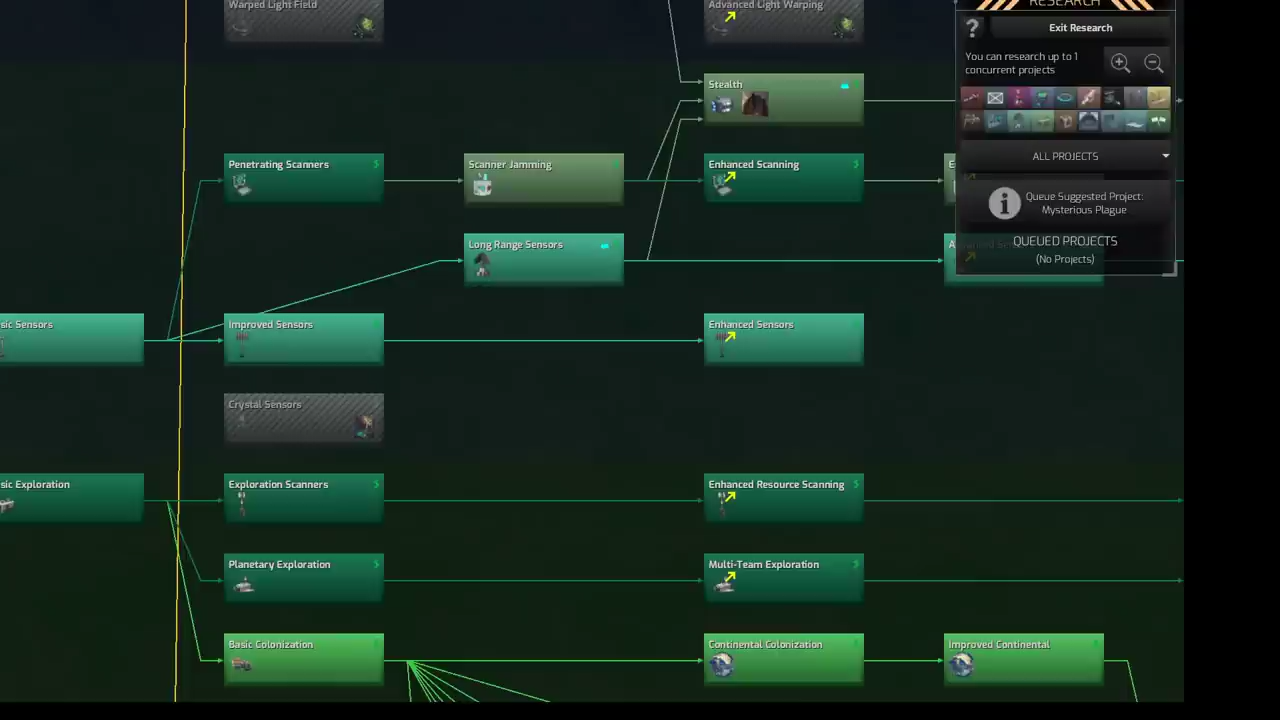 Warped Light Field
Advanced Light Warping
RESEARCH
Exit Research
You can research up to 1
concurrent projects
Stealth
ALL PROJECTS
Penetrating Scanners
Scanner Jamming
Enhanced Scanning
Queue Suggested Project:
Mysterious Plague
Long Range Sensors
QUEUED PROJECTS
(No Projects)
Improved Sensors
Enhanced Sensors
Crystal Sensors
Exploration Scanners
Enhanced Resource Scanning
Planetary Exploration
Multi-Team Exploration
Basic Colonization
Continental Colonization
Improved Continental
sic Sensors
sic Exploration